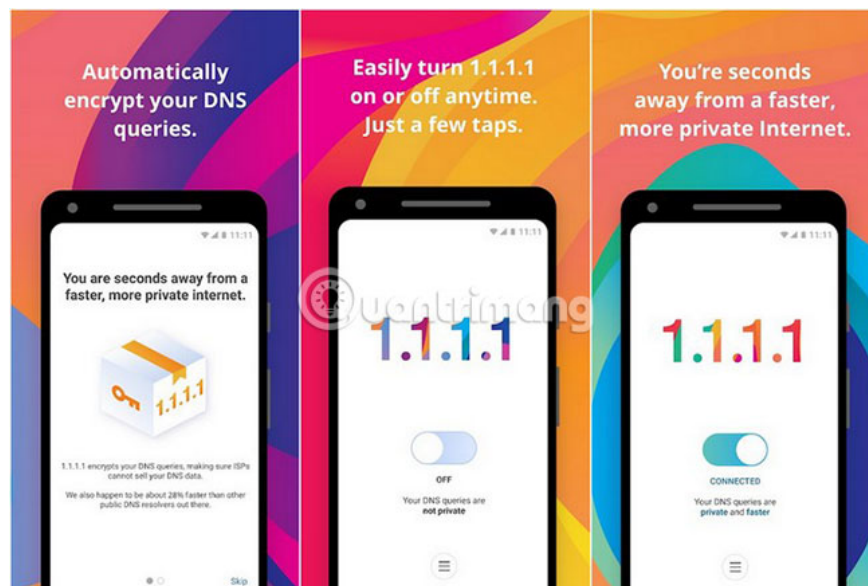 Automatically
encrypt your DNS
queries.
11:11
You are seconds away from a
faster, more private internet.
1.1.1.1
1.1.1.1 encrypts your DNS queries, making sure ISPs
cannot sell your DNS data.
We also happen to be about 28% faster than other
public DNS resolvers out there.
Skip
Easily turn 1.1.1.1
on or off anytime.
Just a few taps.
11:11
1.1.1.1
OFF
Your DNS queries are
not private
You’re seconds
away from a faster,
more private Internet.
11:11
1.1.1.1
CONNECTED
Your DNS queries are
private and faster
Quantrimang